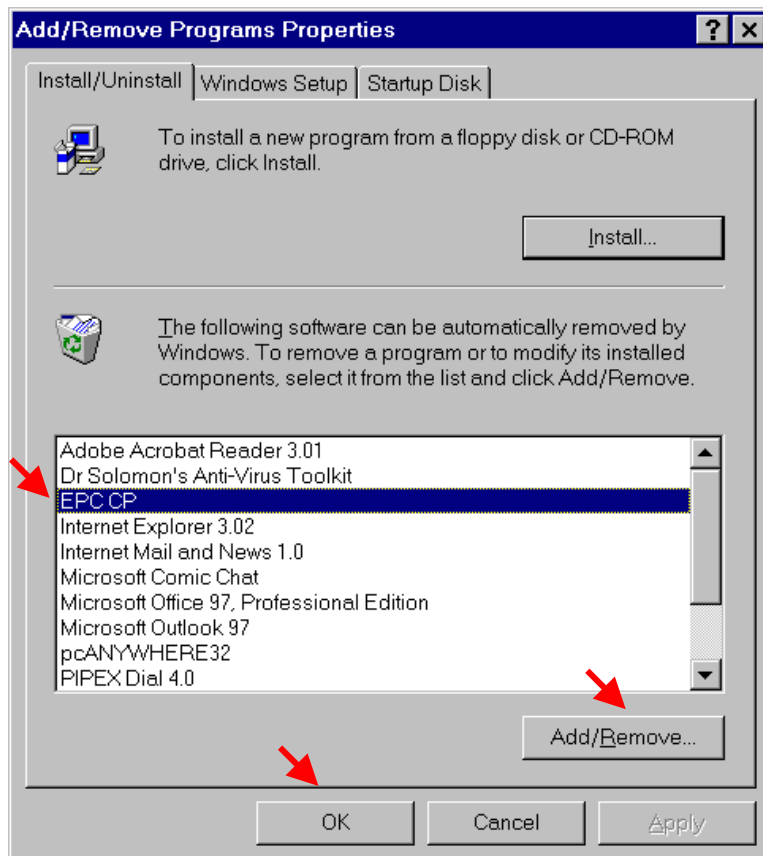 Add/Remove Programs Properties
Install/Uninstall Windows Setup Startup Disk
To install a new program from a floppy disk or CD-ROM
drive, click Install.
Install...
The following software can be automatically removed by
Windows. To remove a program or to modify its installed
components, select it from the list and click Add/Remove.
Adobe Acrobat Reader 3.01
Dr Solomon's Anti-Virus Toolkit
EPC CP
Internet Explorer 3.02
Internet Mail and News 1.0
Microsoft Comic Chat
Microsoft Office 97, Professional Edition
Microsoft Outlook 97
pcANYWHERE32
PIPEX Dial 4.0
Add/Remove...
OK Cancel Apply